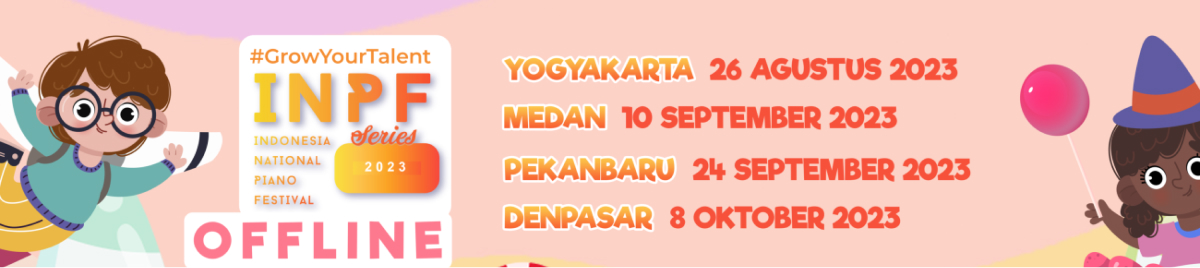 #GrowYourTalent
INPF
Series
INDONESIA
NATIONAL
PIANO
FESTIVAL
2023
OFFLINE
YOGYAKARTA 26 AGUSTUS 2023
MEDAN 10 SEPTEMBER 2023
PEKANBARU 24 SEPTEMBER 2023
DENPASAR 8 OKTOBER 2023